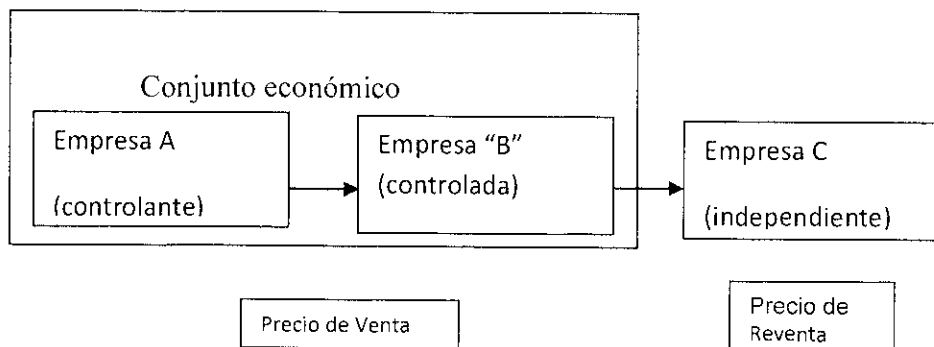 Conjunto económico
Empresa A
(controlante)
Empresa “B”
(controlada)
Empresa C
(independiente)
Precio de Venta
Precio de
Reventa